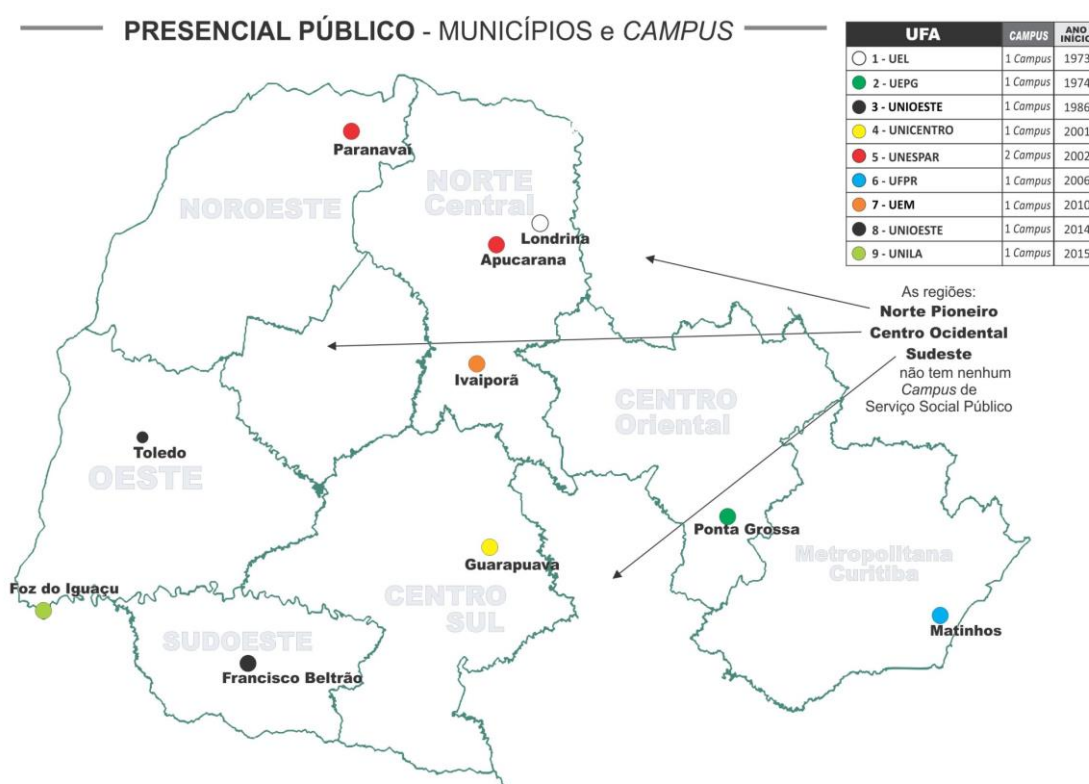 PRESENCIAL PÚBLICO - MUNICÍPIOS e CAMPUS
UFA CAMPUS ANO INÍCIO
1 - UEL 1 Campus 1973
2 - UEPG 1 Campus 1974
3 - UNIOESTE 1 Campus 1986
4 - UNICENTRO 1 Campus 2001
5 - UNESPAR 2 Campus 2002
6 - UFPR 1 Campus 2006
7 - UEM 1 Campus 2010
8 - UNIOESTE 1 Campus 2014
9 - UNILA 1 Campus 2015
Paranavaí
NOROESTE
NORTE
Central
Londrina
Apucarana
As regiões:
Norte Pioneiro
Centro Ocidental
Sudeste
não tem nenhum
Campus de
Serviço Social Público
Ivaiporã
CENTRO
Oriental
Toledo
OESTE
Ponta Grossa
Guarapuava
Metropolitana
Curitiba
Foz do Iguaçu
CENTRO
SUL
SUDOESTE
Matinhos
Francisco Beltrão